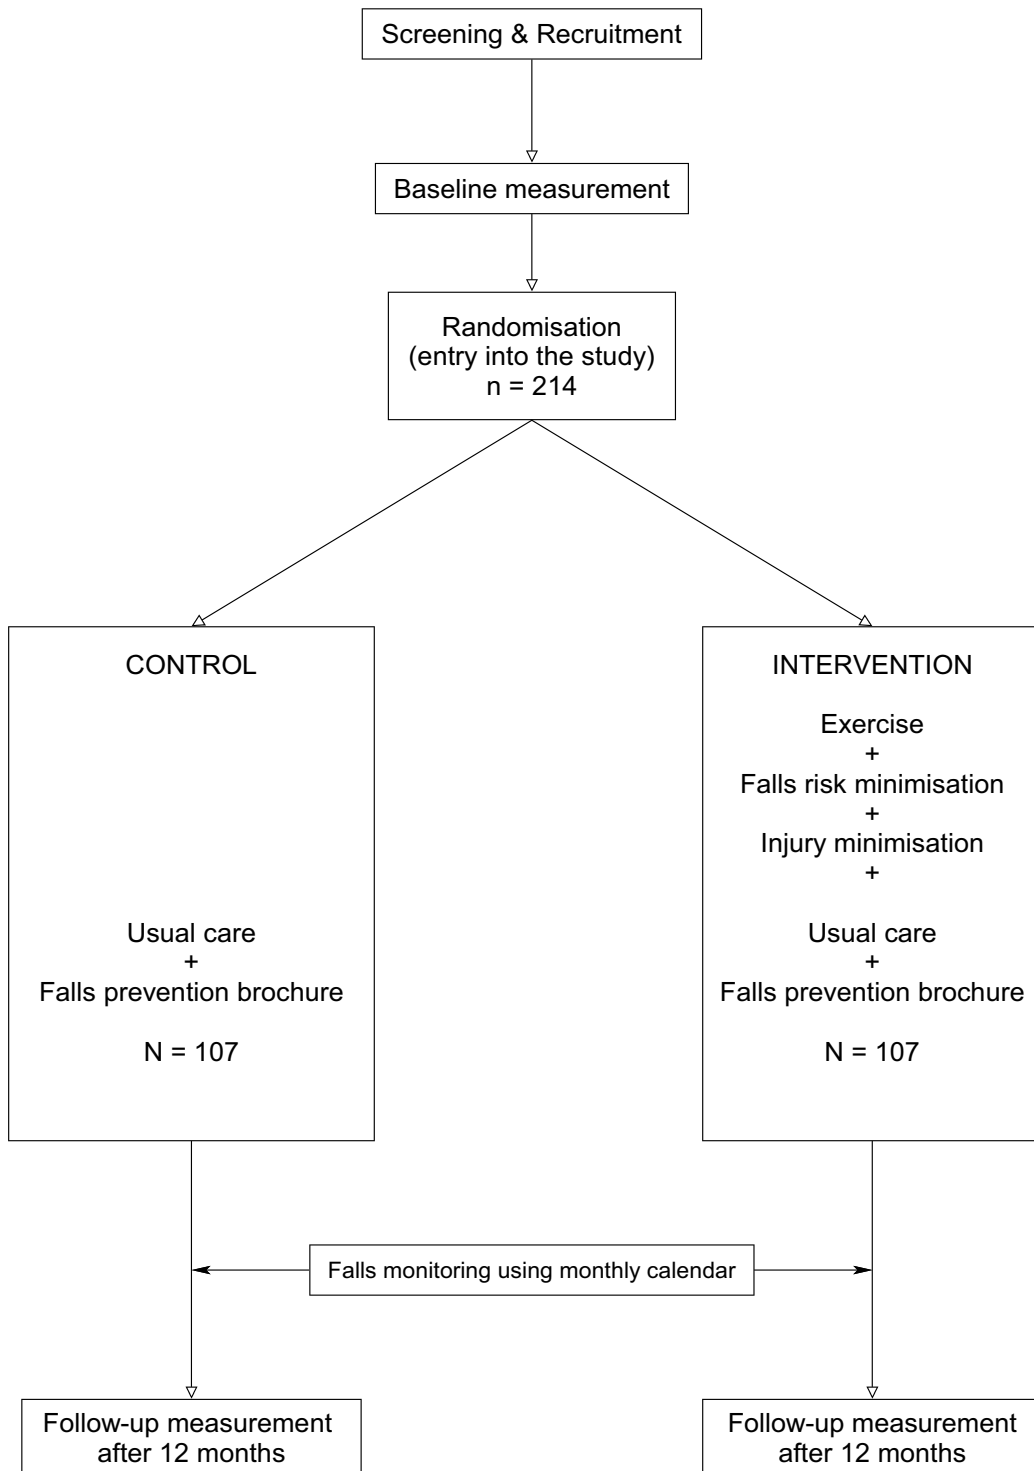 Screening & Recruitment
Baseline measurement
Randomisation
(entry into the study)
n = 214
CONTROL
Usual care
+
Falls prevention brochure
N = 107
INTERVENTION
Exercise
+
Falls risk minimisation
+
Injury minimisation
+
Usual care
+
Falls prevention brochure
N = 107
Falls monitoring using monthly calendar
Follow-up measurement
after 12 months
Follow-up measurement
after 12 months